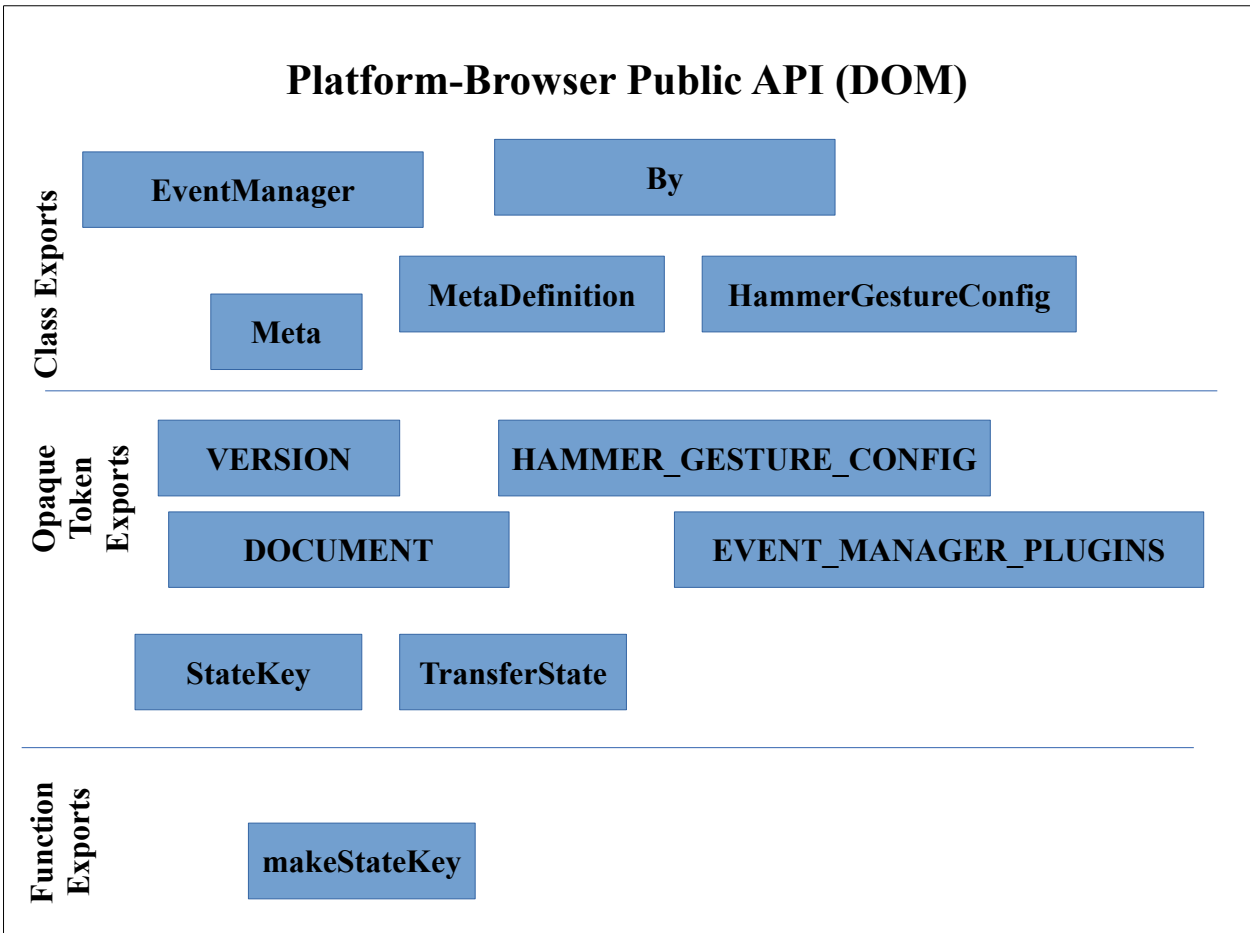 Platform-Browser Public API (DOM)
Class Exports
EventManager
By
MetaDefinition
HammerGestureConfig
Meta
Opaque
Token
Exports
VERSION
HAMMER_GESTURE_CONFIG
DOCUMENT
EVENT_MANAGER_PLUGINS
StateKey
TransferState
Function
Exports
makeStateKey